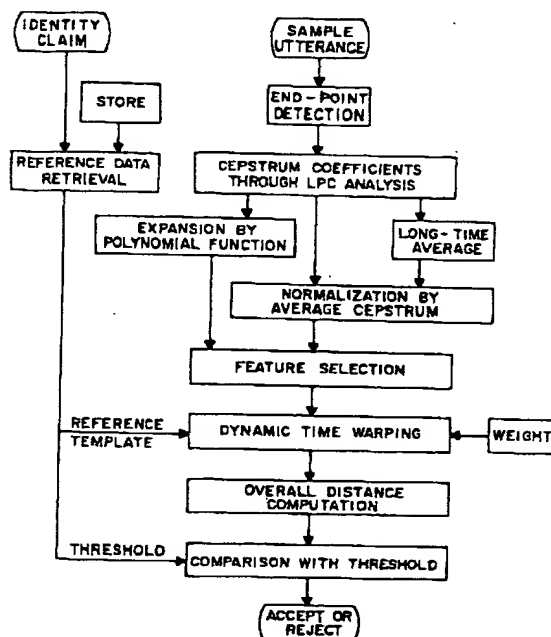 IDENTITY
CLAIM
SAMPLE
UTTERANCE
STORE
END-POINT
DETECTION
REFERENCE DATA
RETRIEVAL
CEPSTRUM COEFFICIENTS
THROUGH LPC ANALYSIS
EXPANSION BY
POLYNOMIAL FUNCTION
LONG-TIME
AVERAGE
NORMALIZATION BY
AVERAGE CEPSTRUM
FEATURE SELECTION
REFERENCE
TEMPLATE
DYNAMIC TIME WARPING
WEIGHT
OVERALL DISTANCE
COMPUTATION
THRESHOLD
COMPARISON WITH THRESHOLD
ACCEPT OR
REJECT